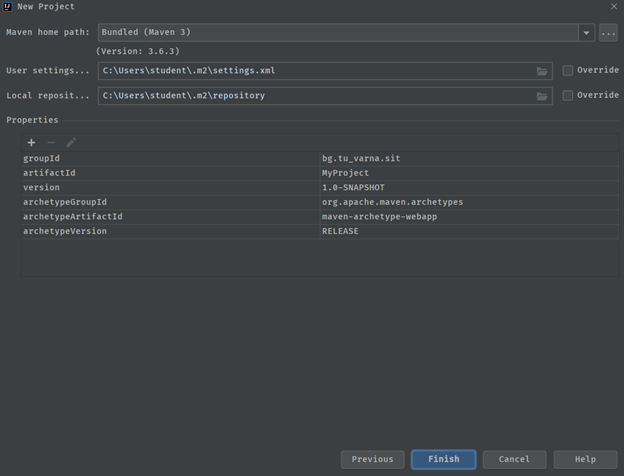 New Project
Maven home path: Bundled (Maven 3) ...
(Version: 3.6.3)
User settings... C:\Users\student\.m2\settings.xml Override
Local reposit... C:\Users\student\.m2\repository Override
Properties
groupId bg.tu_varna.sit
artifactId MyProject
version 1.0-SNAPSHOT
archetypeGroupId org.apache.maven.archetypes
archetypeArtifactId maven-archetype-webapp
archetypeVersion RELEASE
Previous Finish Cancel Help